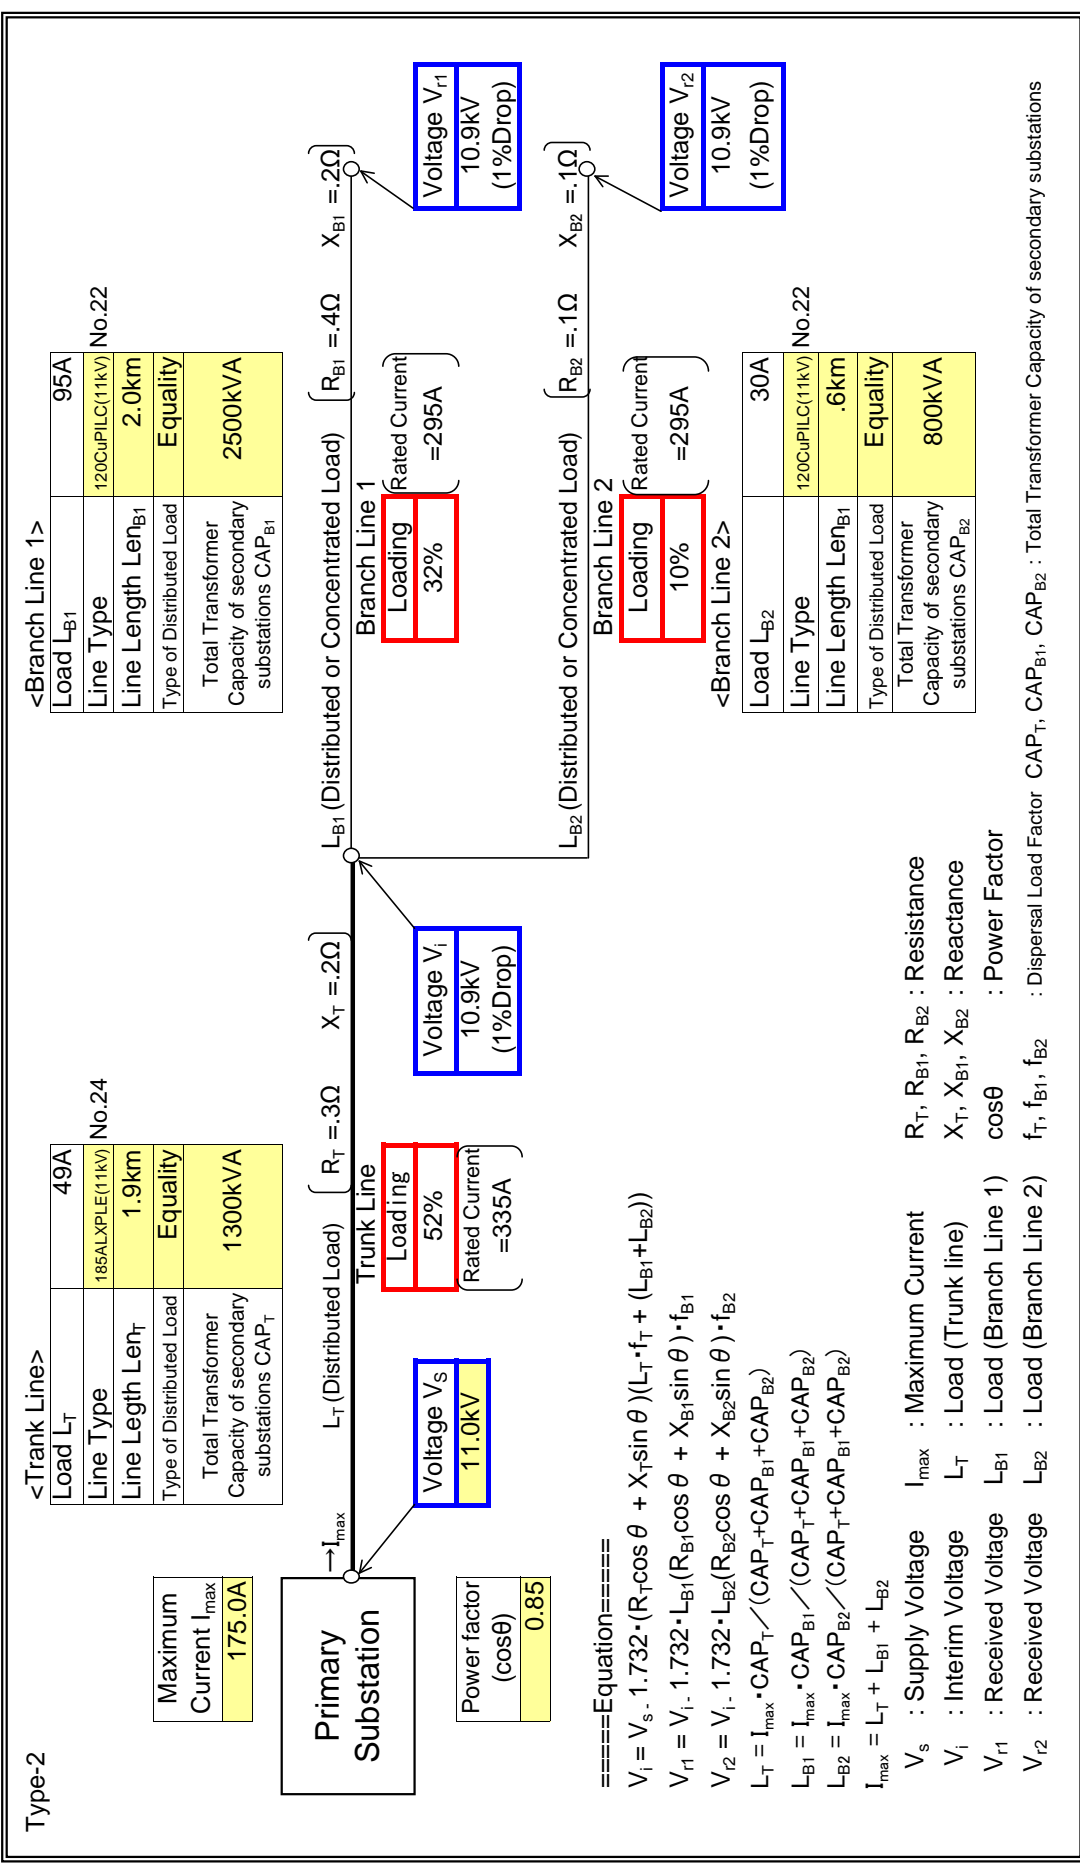 Type-2
Maximum
Current Imax
175.0A
Primary
Substation
Power factor
(cosθ)
0.85
→Imax
Voltage VS
11.0kV
<Trank Line>
Load LT 49A
Line Type 185ALXPLE(11kV) No.24
Line Legth LenT 1.9km
Type of Distributed Load Equality
Total Transformer
Capacity of secondary
substations CAPT
1300kVA
LT (Distributed Load)
RT =.3Ω XT =.2Ω
Trunk Line
Loading
52%
Rated Current
=335A
Voltage Vi
10.9kV
(1%Drop)
<Branch Line 1>
Load LB1 95A
Line Type 120CuPILC(11kV) No.22
Line Length LenB1 2.0km
Type of Distributed Load Equality
Total Transformer
Capacity of secondary
substations CAPB1
2500kVA
LB1 (Distributed or Concentrated Load)
RB1 =.4Ω XB1 =.2Ω
Branch Line 1
Loading
32%
Rated Current
=295A
Voltage Vr1
10.9kV
(1%Drop)
LB2 (Distributed or Concentrated Load)
RB2 =.1Ω XB2 =.1Ω
Branch Line 2
Loading
10%
Rated Current
=295A
Voltage Vr2
10.9kV
(1%Drop)
<Branch Line 2>
Load LB2 30A
Line Type 120CuPILC(11kV) No.22
Line Length LenB1 .6km
Type of Distributed Load Equality
Total Transformer
Capacity of secondary
substations CAPB2
800kVA
=====Equation=====
Vi = Vs - 1.732・(RTcos θ + XTsin θ )(LT・fT + (LB1+LB2))
Vr1 = Vi - 1.732・LB1(RB1cos θ + XB1sin θ )・fB1
Vr2 = Vi - 1.732・LB2(RB2cos θ + XB2sin θ )・fB2
LT = Imax・CAPT／(CAPT+CAPB1+CAPB2)
LB1 = Imax・CAPB1／(CAPT+CAPB1+CAPB2)
LB2 = Imax・CAPB2／(CAPT+CAPB1+CAPB2)
Imax = LT + LB1 + LB2
Vs : Supply Voltage Imax : Maximum Current RT, RB1, RB2 : Resistance
Vi : Interim Voltage LT : Load (Trunk line) XT, XB1, XB2 : Reactance
Vr1 : Received Voltage LB1 : Load (Branch Line 1) cosθ : Power Factor
Vr2 : Received Voltage LB2 : Load (Branch Line 2) fT, fB1, fB2 : Dispersal Load Factor CAPT, CAPB1, CAPB2 : Total Transformer Capacity of secondary substations